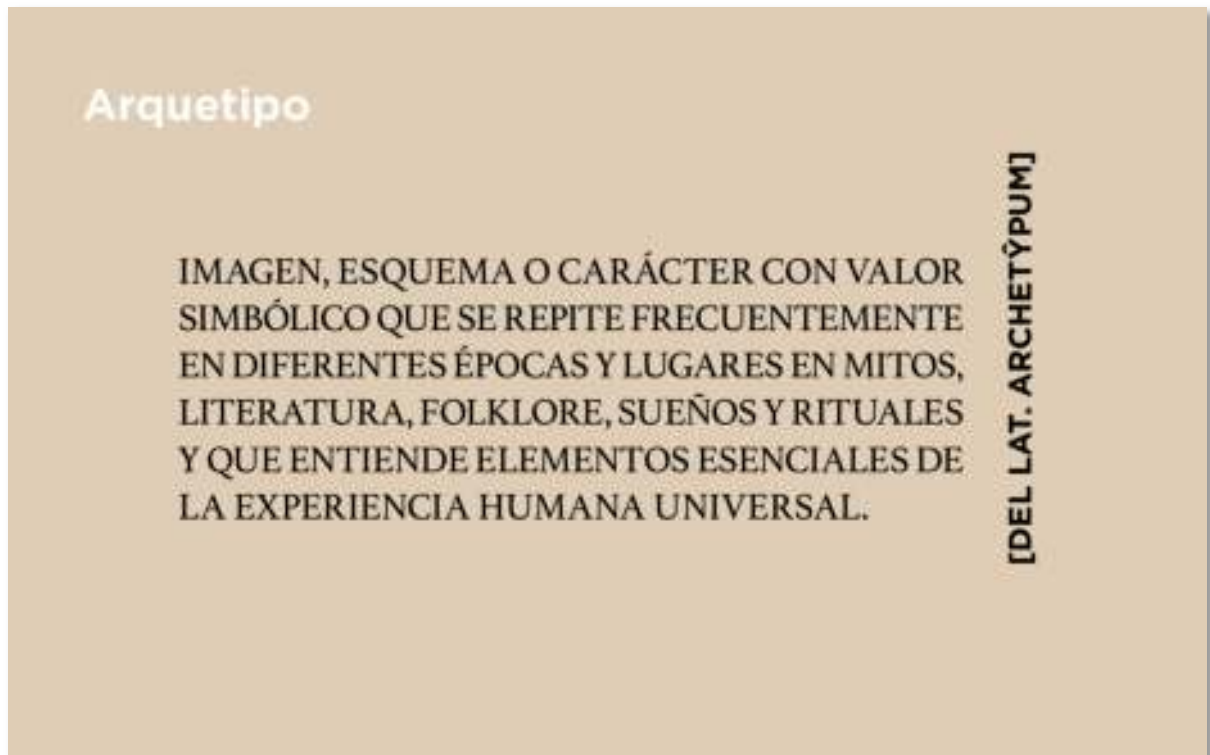 Arquetipo
IMAGEN, ESQUEMA O CARÁCTER CON VALOR
SIMBÓLICO QUE SE REPITE FRECUENTEMENTE
EN DIFERENTES ÉPOCAS Y LUGARES EN MITOS,
LITERATURA, FOLKLORE, SUEÑOS Y RITUALES
Y QUE ENTIENDE ELEMENTOS ESENCIALES DE
LA EXPERIENCIA HUMANA UNIVERSAL.
[DEL LAT. ARCHETŶPUM]